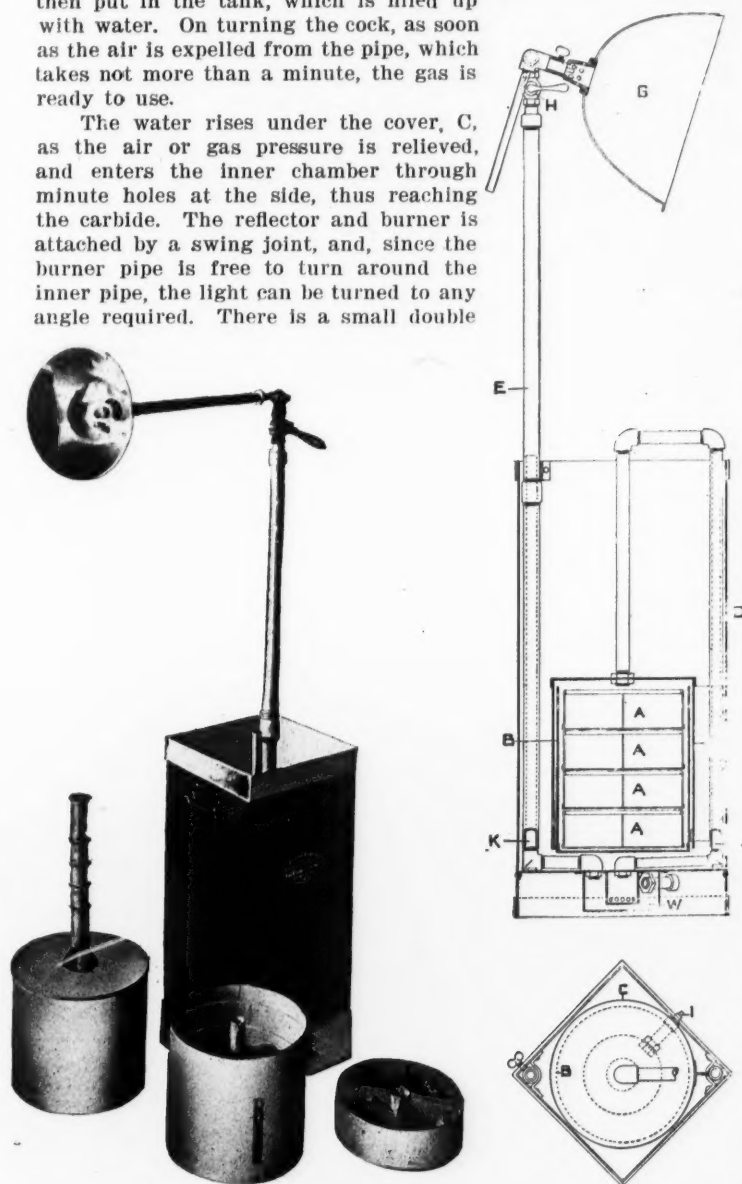 then put in the tank, which is filled up
with water. On turning the cock, as soon
as the air is expelled from the pipe, which
takes not more than a minute, the gas is
ready to use.
The water rises under the cover, C,
as the air or gas pressure is relieved,
and enters the inner chamber through
minute holes at the side, thus reaching
the carbide. The reflector and burner is
attached by a swing joint, and, since the
burner pipe is free to turn around the
inner pipe, the light can be turned to any
angle required. There is a small double
G
H
E
B
A
A
A
A
K
W
C
I
B